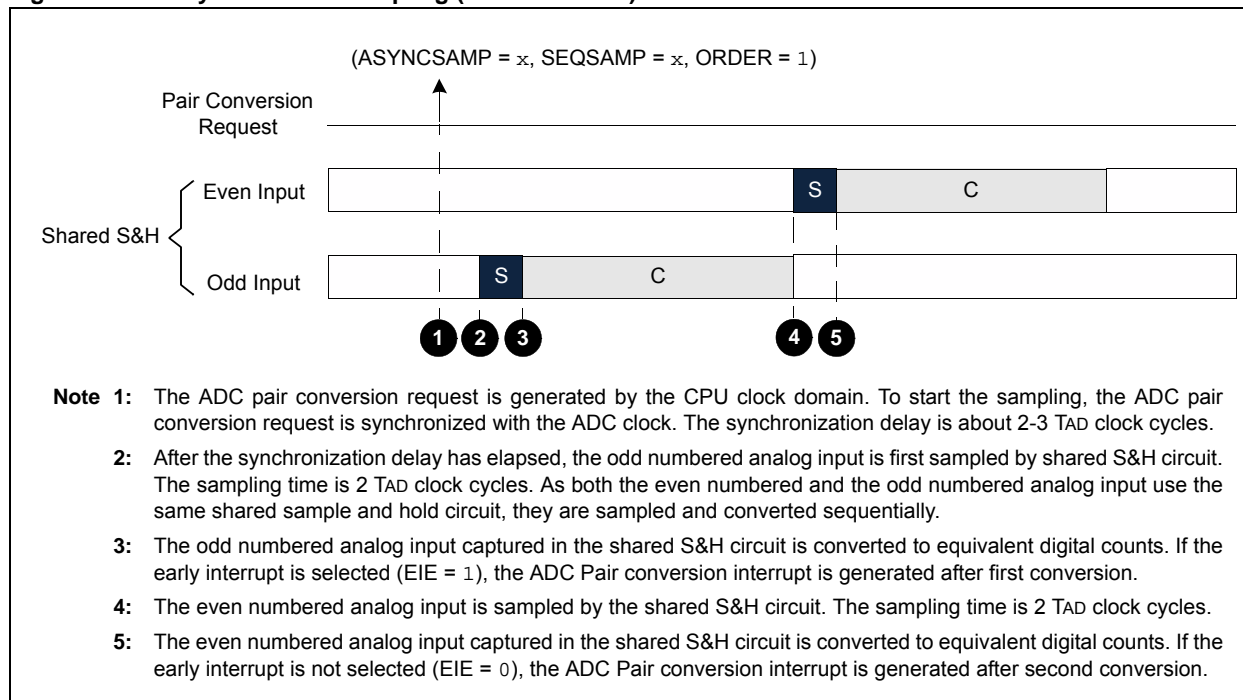 (ASYNCSAMP = x, SEQSAMP = x, ORDER = 1)
Pair Conversion
Request
Even Input
S
C
Shared S&H
Odd Input
S
C
1 2 3 4 5
Note 1: The ADC pair conversion request is generated by the CPU clock domain. To start the sampling, the ADC pair
conversion request is synchronized with the ADC clock. The synchronization delay is about 2-3 TAD clock cycles.
2: After the synchronization delay has elapsed, the odd numbered analog input is first sampled by shared S&H circuit.
The sampling time is 2 TAD clock cycles. As both the even numbered and the odd numbered analog input use the
same shared sample and hold circuit, they are sampled and converted sequentially.
3: The odd numbered analog input captured in the shared S&H circuit is converted to equivalent digital counts. If the
early interrupt is selected (EIE = 1), the ADC Pair conversion interrupt is generated after first conversion.
4: The even numbered analog input is sampled by the shared S&H circuit. The sampling time is 2 TAD clock cycles.
5: The even numbered analog input captured in the shared S&H circuit is converted to equivalent digital counts. If the
early interrupt is not selected (EIE = 0), the ADC Pair conversion interrupt is generated after second conversion.